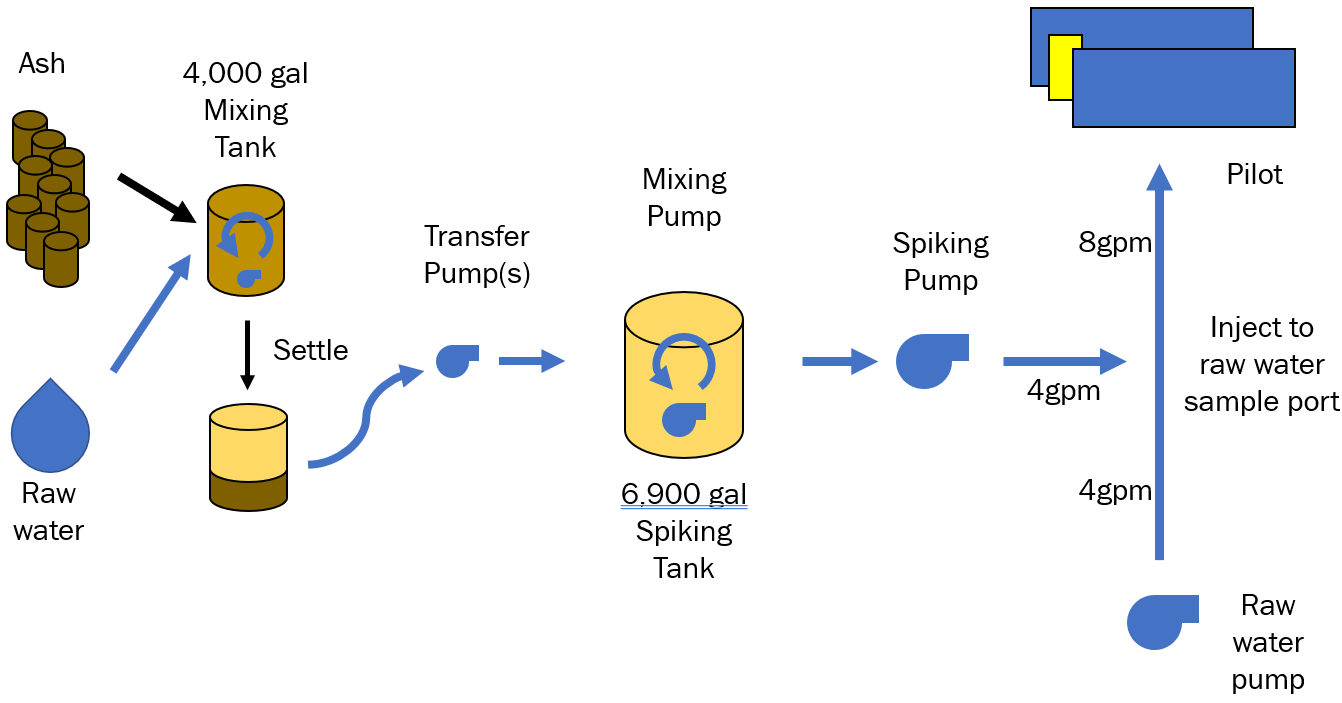 Ash
4,000 gal
Mixing
Tank
Raw
water
Settle
Transfer
Pump(s)
Mixing
Pump
6,900 gal
Spiking
Tank
Spiking
Pump
4gpm
8gpm
4gpm
Pilot
Inject to
raw water
sample port
Raw
water
pump